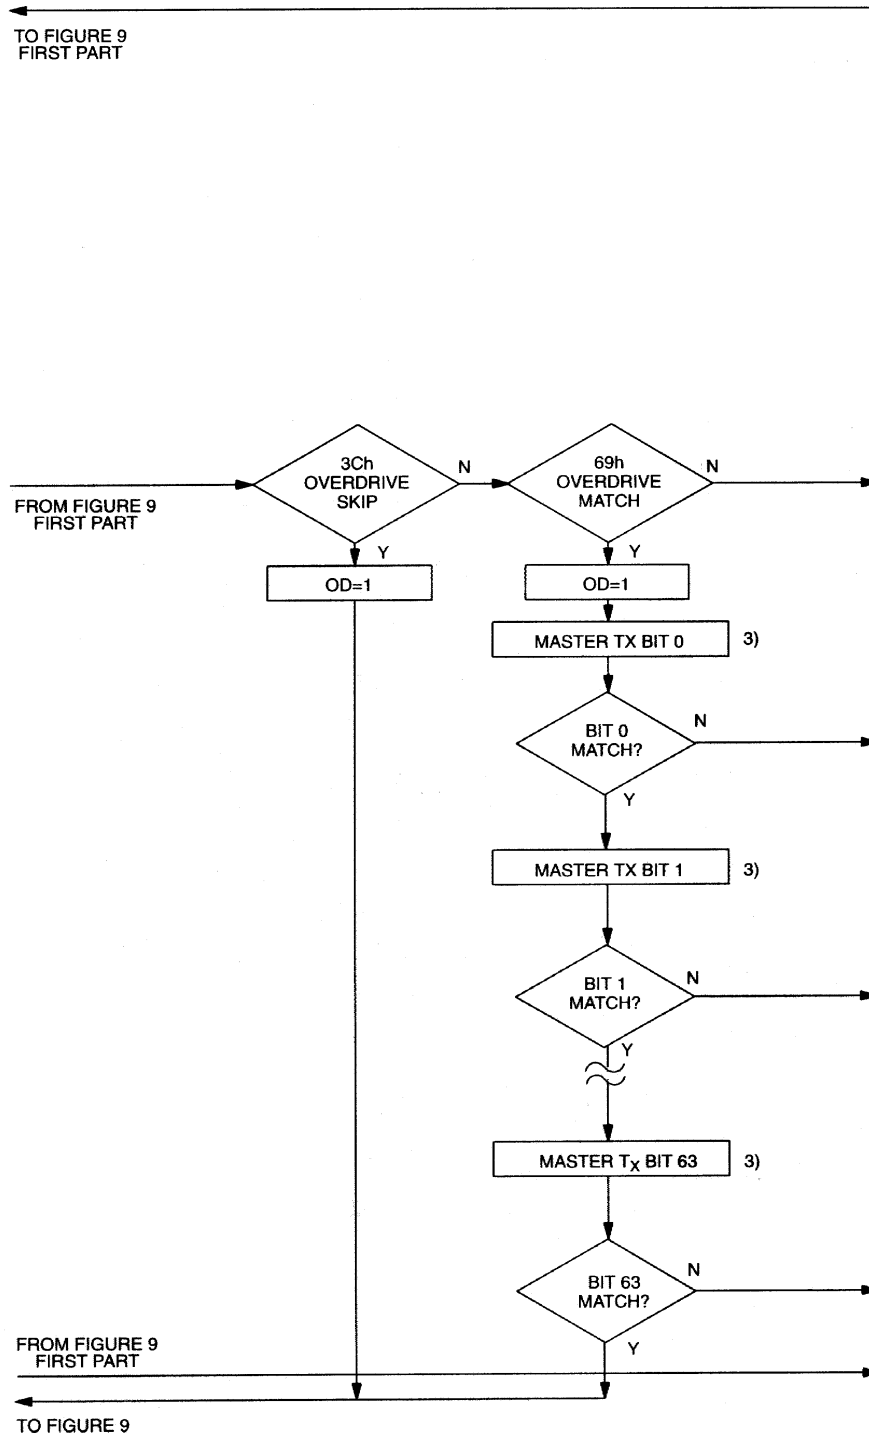 TO FIGURE 9
FIRST PART
3Ch
OVERDRIVE
SKIP
N
69h
OVERDRIVE
MATCH
N
FROM FIGURE 9
FIRST PART
Y
Y
OD=1
OD=1
MASTER TX BIT 0
3)
BIT 0
MATCH?
N
Y
MASTER TX BIT 1
3)
BIT 1
MATCH?
N
Y
MASTER TX BIT 63
3)
BIT 63
MATCH?
N
Y
FROM FIGURE 9
FIRST PART
TO FIGURE 9